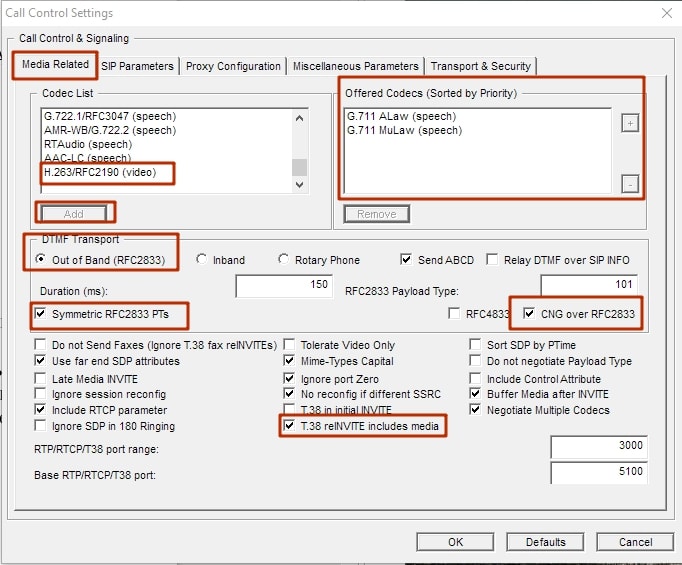 Call Control Settings
Call Control & Signaling
Media Related
SIP Parameters
Proxy Configuration
Miscellaneous Parameters
Transport & Security
Codec List
G.722.1/RFC3047 (speech)
AMR-WB/G.722.2 (speech)
RTAudio (speech)
AAC-LC (speech)
H.263/RFC2190 (video)
Add
Offered Codecs (Sorted by Priority)
G.711 ALaw (speech)
G.711 MuLaw (speech)
+
-
Remove
DTMF Transport
Out of Band (RFC2833)
Inband
Rotary Phone
Send ABCD
Relay DTMF over SIP INFO
Duration (ms):
150
RFC2833 Payload Type:
101
Symmetric RFC2833 PTs
RFC4833
CNG over RFC2833
Do not Send Faxes (Ignore T.38 fax reINVITEs)
Tolerate Video Only
Sort SDP by PTime
Use far end SDP attributes
Mime-Types Capital
Do not negotiate Payload Type
Late Media INVITE
Ignore port Zero
Include Control Attribute
Ignore session reconfig
No reconfig if different SSRC
Buffer Media after INVITE
Include RTCP parameter
T.38 in initial INVITE
Negotiate Multiple Codecs
Ignore SDP in 180 Ringing
T.38 reINVITE includes media
RTP/RTCP/T38 port range:
3000
Base RTP/RTCP/T38 port:
5100
OK
Defaults
Cancel